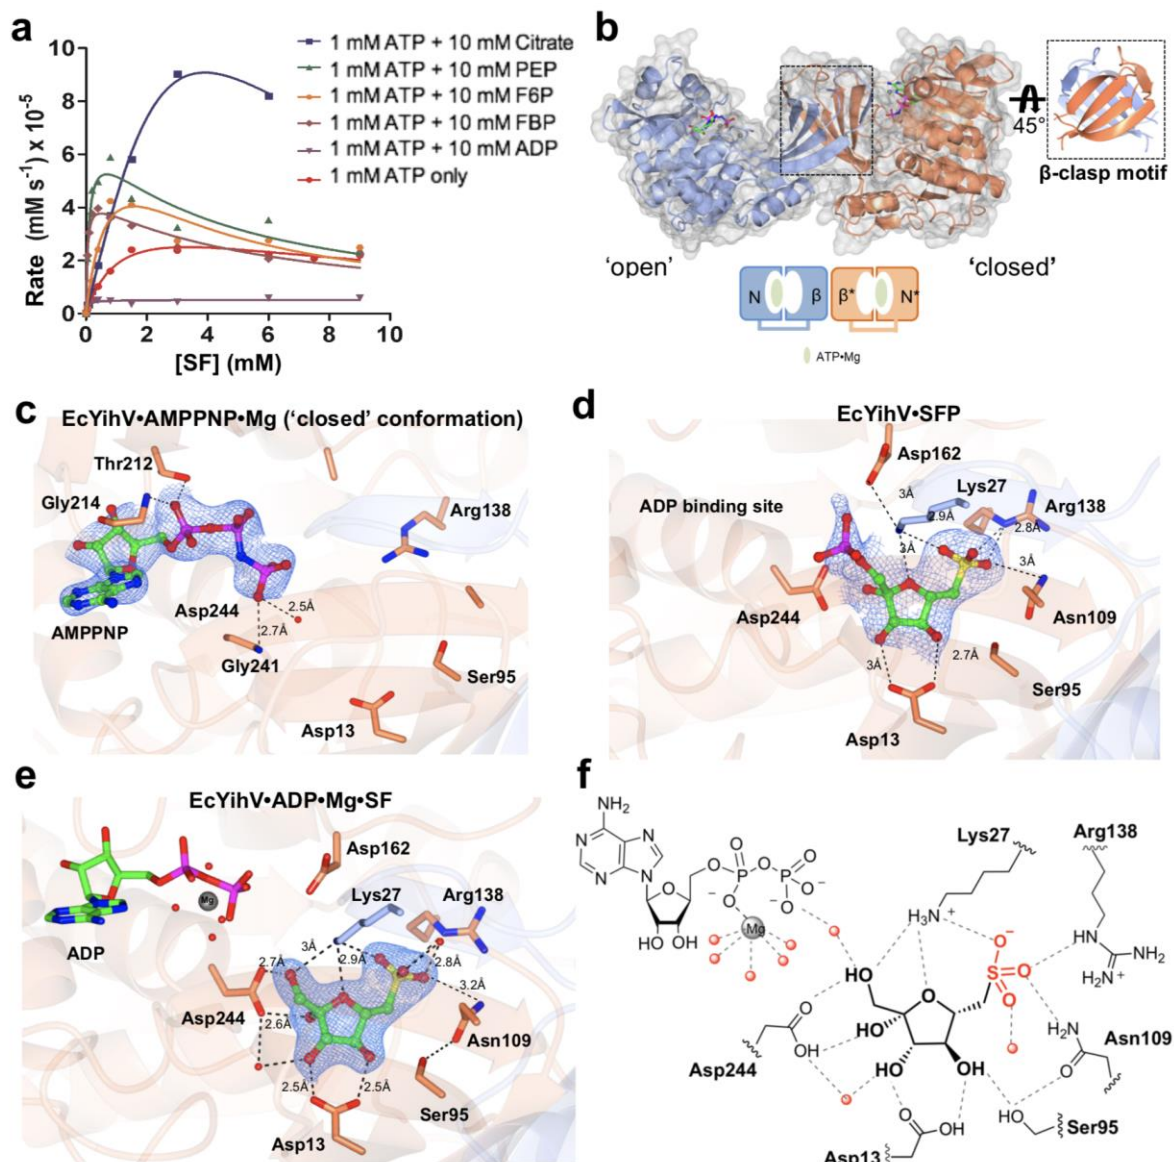 a
Rate (mM s⁻¹) x 10⁻⁵
10
8
6
4
2
0
0
2
4
6
8
10
[SF] (mM)
1 mM ATP + 10 mM Citrate
1 mM ATP + 10 mM PEP
1 mM ATP + 10 mM F6P
1 mM ATP + 10 mM FBP
1 mM ATP + 10 mM ADP
1 mM ATP only
b
45°
β-clasp motif
‘open’
‘closed’
N
β
β*
N*
ATP•Mg
c
EcYihV•AMPPNP•Mg (‘closed’ conformation)
Thr212
Gly214
Arg138
AMPPNP
Asp244
2.5Å
2.7Å
Gly241
Ser95
Asp13
d
EcYihV•SFP
Asp162
ADP binding site
Lys27
Arg138
3Å
2.9Å
2.8Å
3Å
3Å
Asp244
Asn109
3Å
2.7Å
Ser95
Asp13
e
EcYihV•ADP•Mg•SF
Asp162
Lys27
Arg138
Mg
ADP
3Å
2.7Å
2.9Å
2.8Å
3.2Å
Asp244
2.6Å
Asn109
2.5Å
2.5Å
Ser95
Asp13
f
NH₂
N
N
N
N
O
O
O
O
P
P
O
O⁻
O
HO
OH
Mg
Lys27
Arg138
H₃N⁺
O⁻
S
O
O
HN
NH₂
H₂N⁺
HO
O
HO
HO
OH
H₂N
O
Asn109
Asp244
O
OH
O
OH
HO
Ser95
Asp13